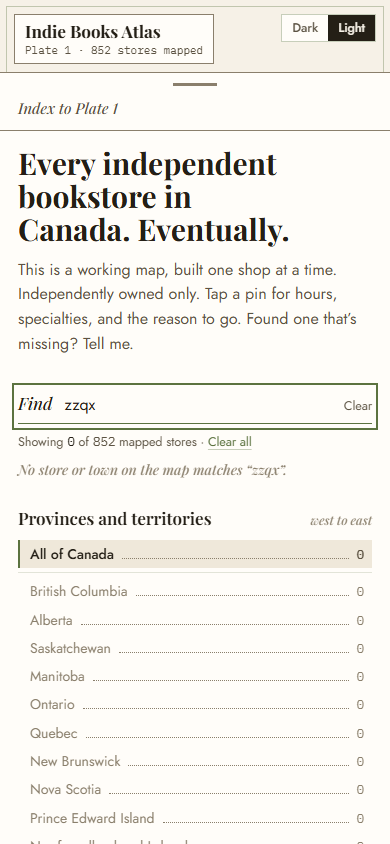 Indie Books Atlas
Plate 1 · 852 stores mapped
Dark Light
Index to Plate 1
Every independent
bookstore in
Canada. Eventually.
This is a working map, built one shop at a time.
Independently owned only. Tap a pin for hours,
specialties, and the reason to go. Found one that's
missing? Tell me.
Find zzqx Clear
Showing 0 of 852 mapped stores · Clear all
No store or town on the map matches “zzqx”.
Provinces and territories west to east
All of Canada 0
British Columbia 0
Alberta 0
Saskatchewan 0
Manitoba 0
Ontario 0
Quebec 0
New Brunswick 0
Nova Scotia 0
Prince Edward Island 0